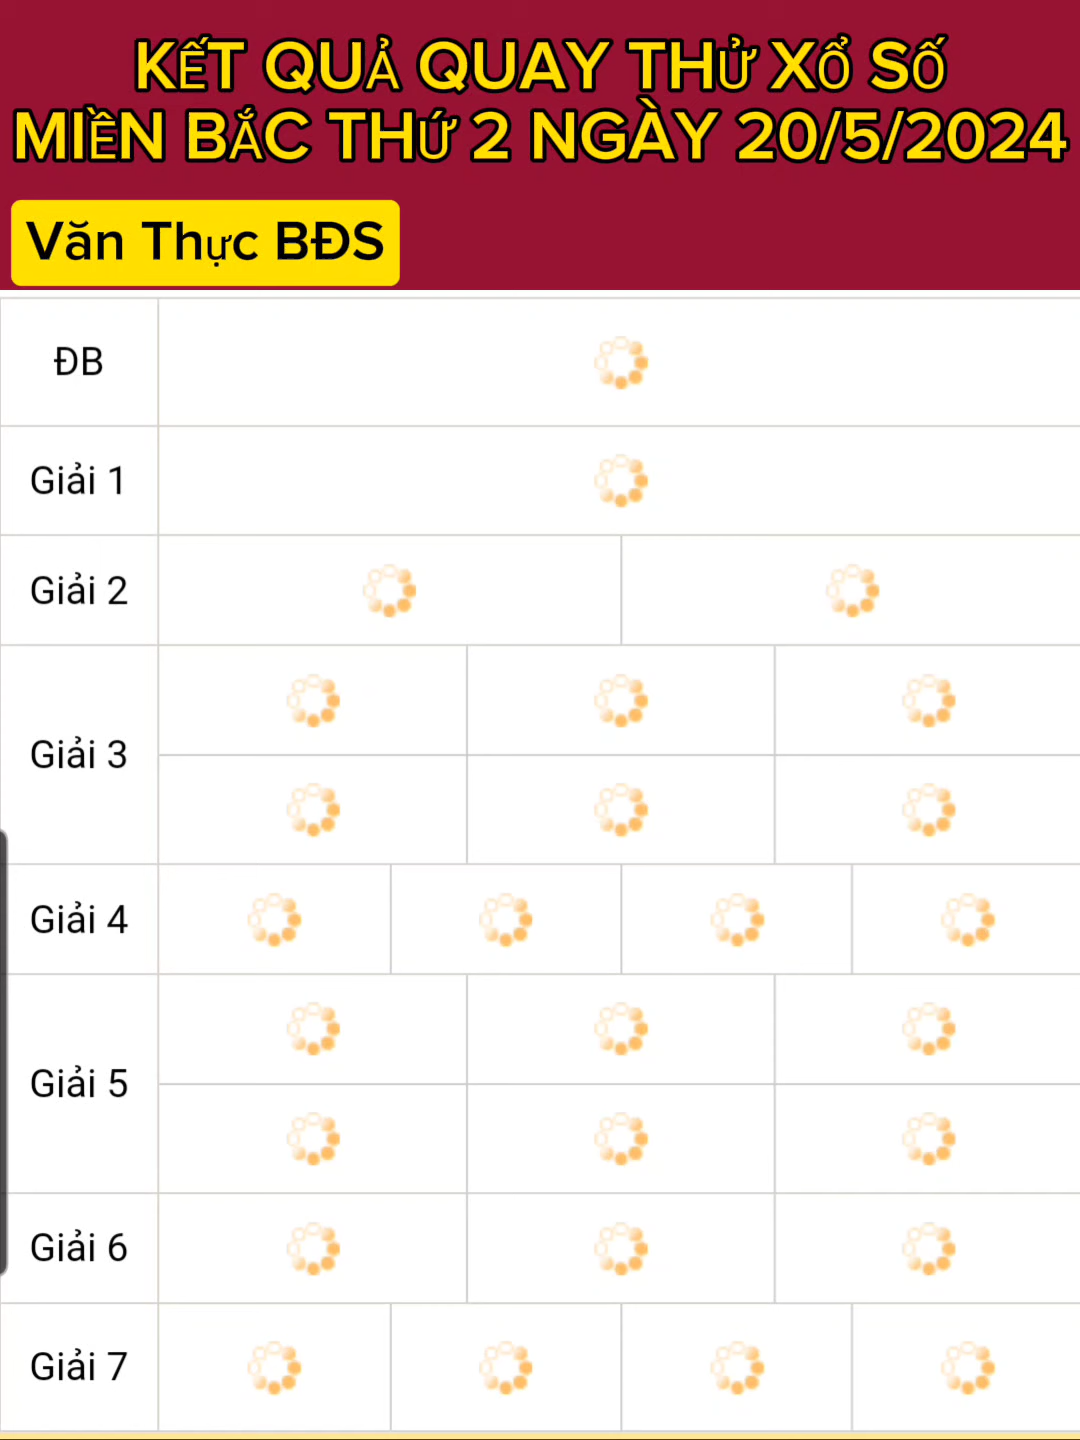 KẾT QUẢ QUAY THỬ XỔ SỐ
MIỀN BẮC THỨ 2 NGÀY 20/5/2024
Văn Thực BĐS
ĐB
Giải 1
Giải 2
Giải 3
Giải 4
Giải 5
Giải 6
Giải 7